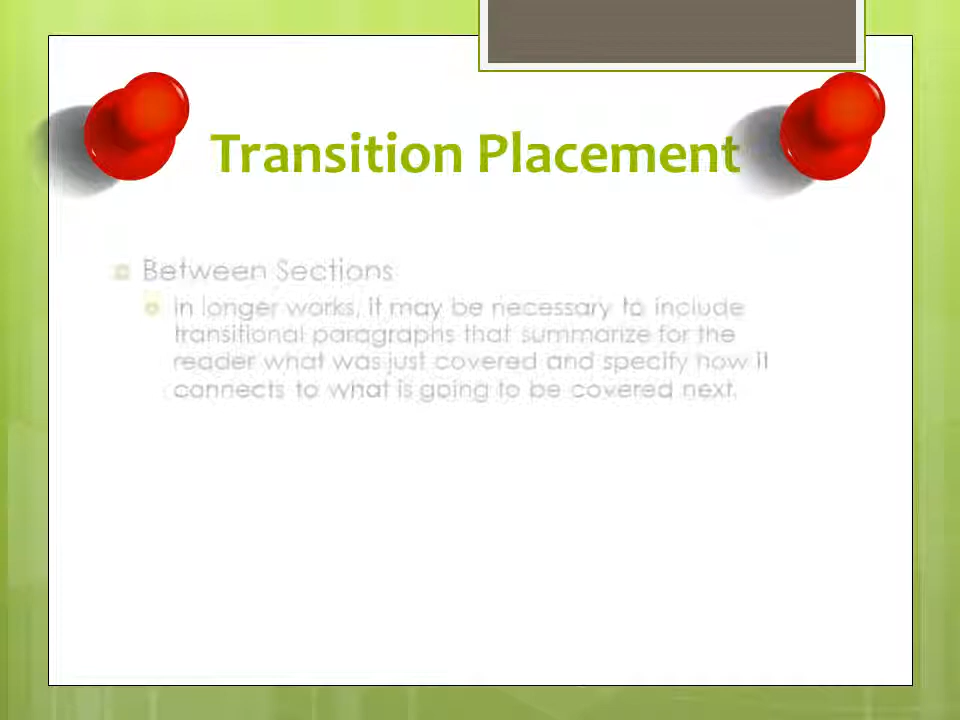 Transition Placement
Between Sections
In longer works, it may be necessary to include
transitional paragraphs that summarize for the
reader what was just covered and specify how it
connects to what is going to be covered next.